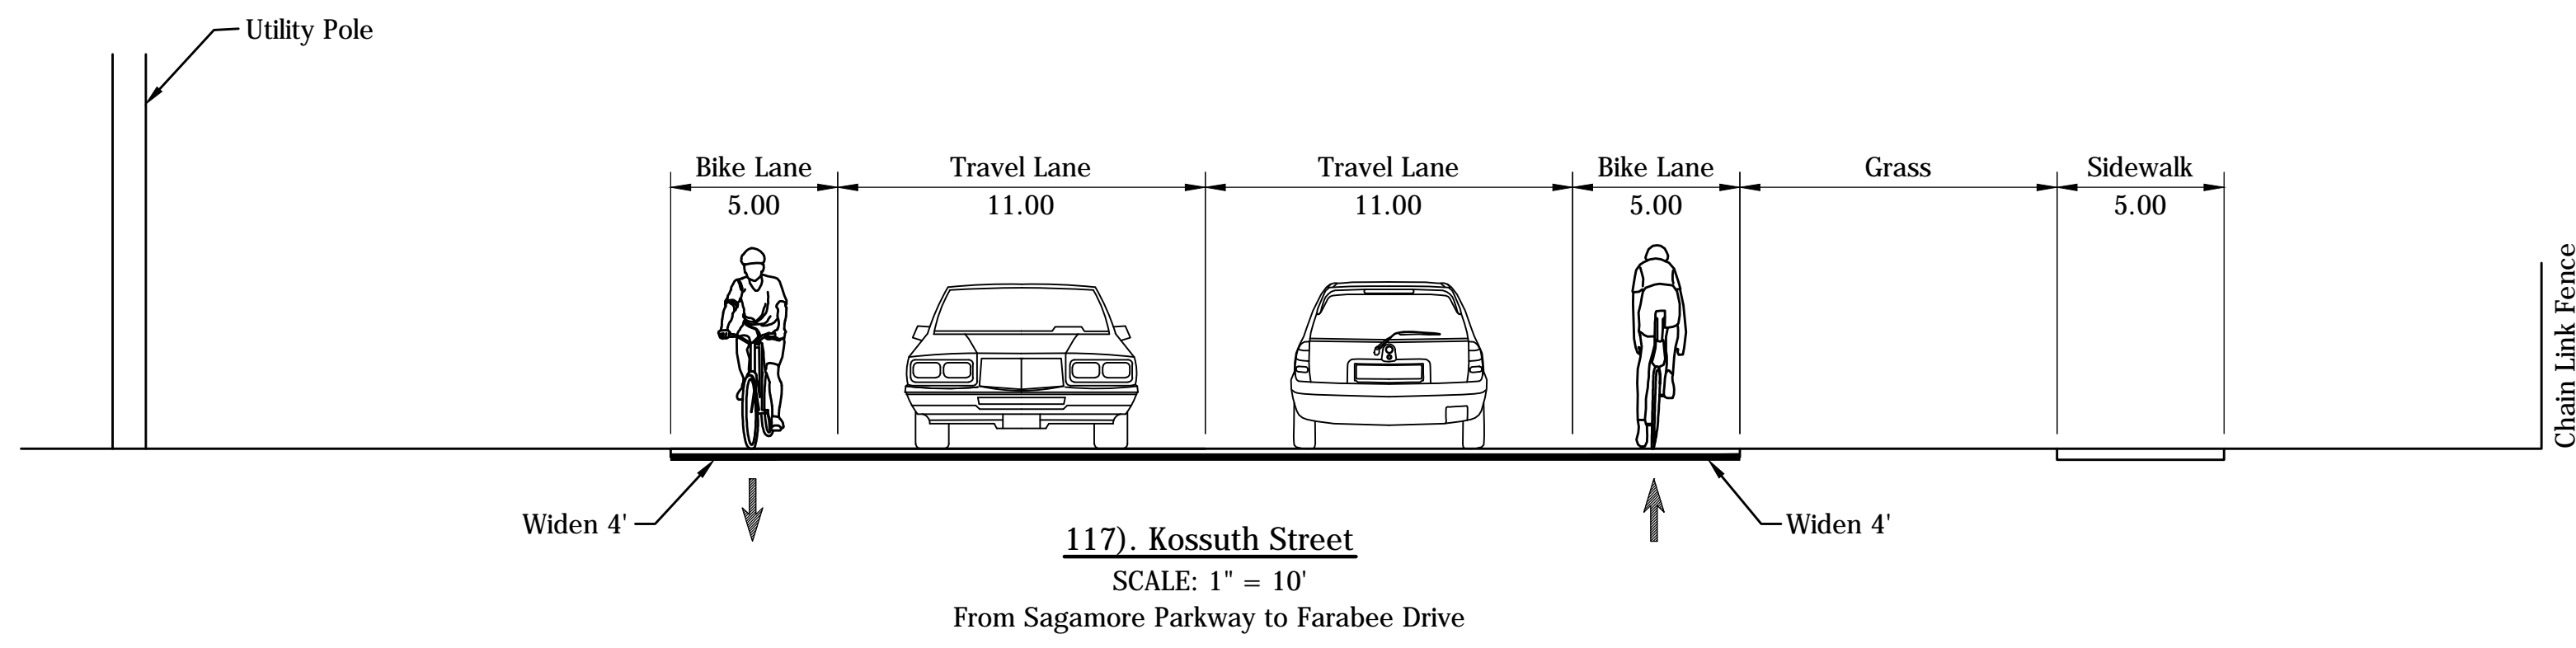 Utility Pole
Bike Lane
Travel Lane
Travel Lane
Bike Lane
Grass
Sidewalk
5.00
11.00
11.00
5.00
5.00
Chain Link Fence
Widen 4'
Widen 4'
117). Kossuth Street
SCALE: 1" = 10'
From Sagamore Parkway to Farabee Drive